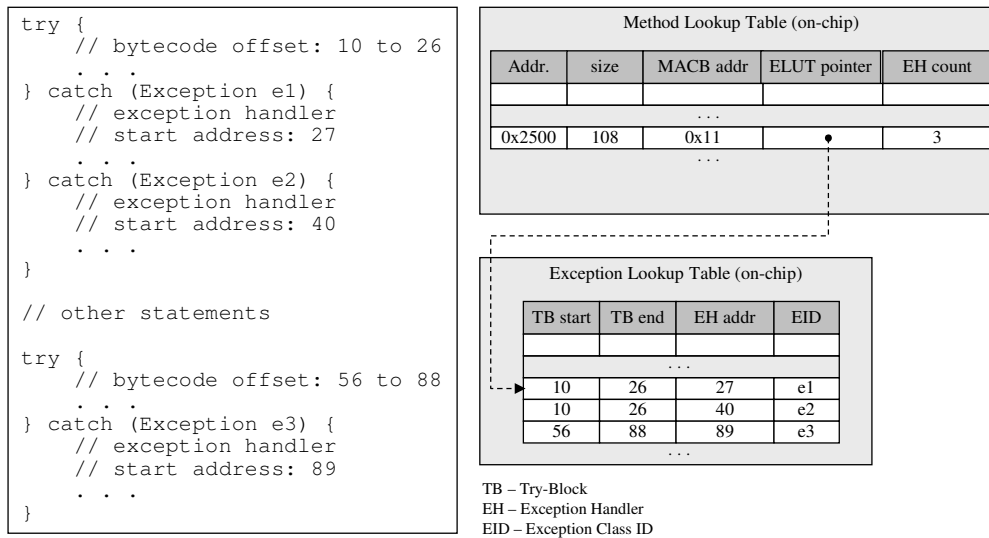 try {
    // bytecode offset: 10 to 26
    . . .
} catch (Exception e1) {
    // exception handler
    // start address: 27
    . . .
} catch (Exception e2) {
    // exception handler
    // start address: 40
    . . .
}
// other statements
try {
    // bytecode offset: 56 to 88
    . . .
} catch (Exception e3) {
    // exception handler
    // start address: 89
    . . .
}
Method Lookup Table (on-chip)
Addr. size MACB addr ELUT pointer EH count
. . .
0x2500 108 0x11 3
. . .
Exception Lookup Table (on-chip)
TB start TB end EH addr EID
. . .
10 26 27 e1
10 26 40 e2
56 88 89 e3
. . .
TB – Try-Block
EH – Exception Handler
EID – Exception Class ID